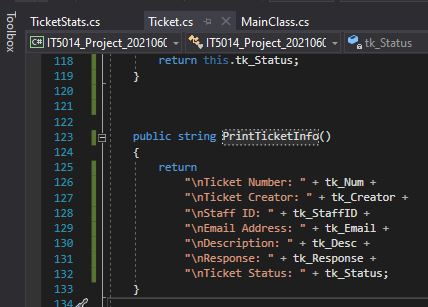 TicketStats.cs Ticket.cs MainClass.cs
Toolbox
C# IT5014_Project_2021060 IT5014_Project_2021060 tk_Status
118 return this.tk_Status;
119 }
120
121
122
123 public string PrintTicketInfo()
124 {
125 return
126 "\nTicket Number: " + tk_Num +
127 "\nTicket Creator: " + tk_Creator +
128 "\nStaff ID: " + tk_StaffID +
129 "\nEmail Address: " + tk_Email +
130 "\nDescription: " + tk_Desc +
131 "\nResponse: " + tk_Response +
132 "\nTicket Status: " + tk_Status;
133 }
134